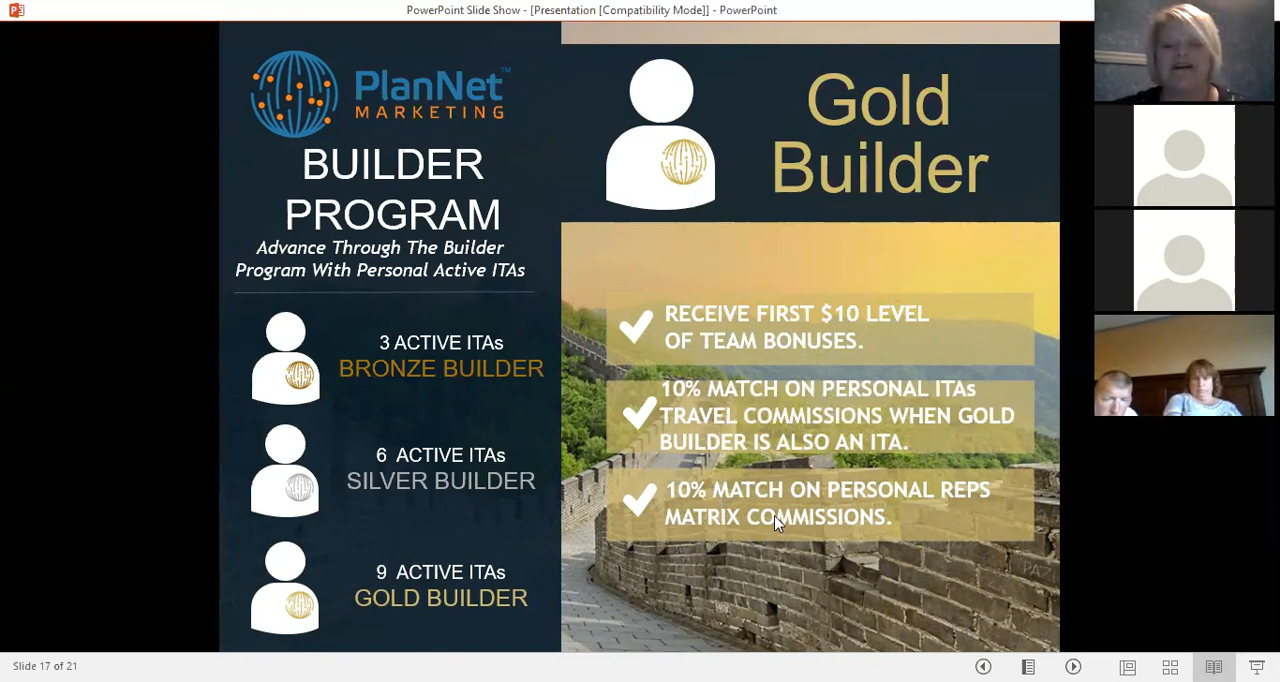 PowerPoint Slide Show - [Presentation [Compatibility Mode]] - PowerPoint
PlanNet™
MARKETING
BUILDER
PROGRAM
Advance Through The Builder
Program With Personal Active ITAs
3 ACTIVE ITAs
BRONZE BUILDER
6 ACTIVE ITAs
SILVER BUILDER
9 ACTIVE ITAs
GOLD BUILDER
Gold
Builder
RECEIVE FIRST $10 LEVEL
OF TEAM BONUSES.
10% MATCH ON PERSONAL ITAs
TRAVEL COMMISSIONS WHEN GOLD
BUILDER IS ALSO AN ITA.
10% MATCH ON PERSONAL REPS
MATRIX COMMISSIONS.
Slide 17 of 21